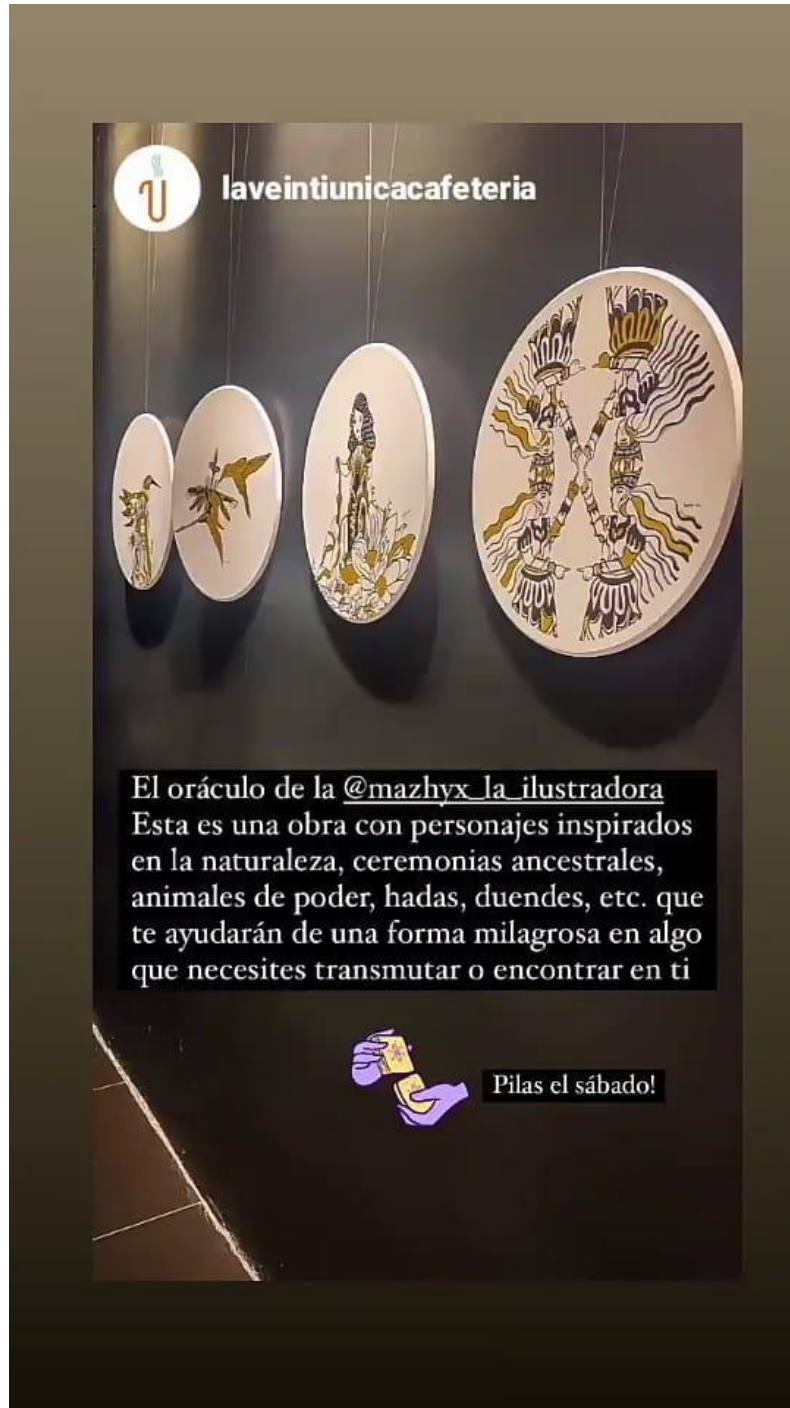 laveintiunicacafeteria
El oráculo de la @mazhyx_la_ilustradora
Esta es una obra con personajes inspirados
en la naturaleza, ceremonias ancestrales,
animales de poder, hadas, duendes, etc. que
te ayudarán de una forma milagrosa en algo
que necesites transmutar o encontrar en ti
Pilas el sábado!